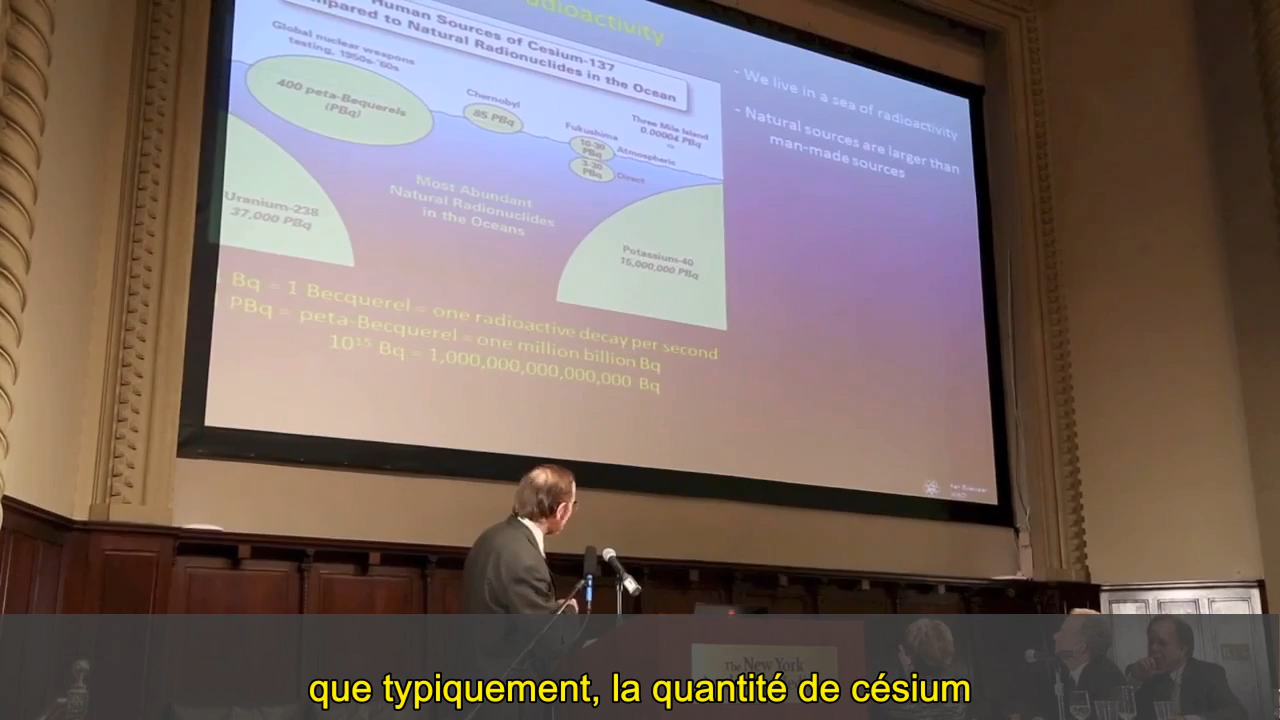 radioactivity
Human Sources of Cesium-137
Compared to Natural Radionuclides in the Ocean
Global nuclear weapons
testing, 1950s-'60s
400 peta-Bequerels
(PBq)
Chernobyl
85 PBq
Fukushima
10-30
PBq
Atmospheric
3-30
PBq
Direct
Three Mile Island
0.00004 PBq
Most Abundant
Natural Radionuclides
in the Oceans
Uranium-238
37,000 PBq
Potassium-40
15,000,000 PBq
Bq = 1 Becquerel = one radioactive decay per second
PBq = peta-Becquerel = one million billion Bq
10¹⁵ Bq = 1,000,000,000,000,000 Bq
- We live in a sea of radioactivity
- Natural sources are larger than
man-made sources
The New York
que typiquement, la quantité de césium